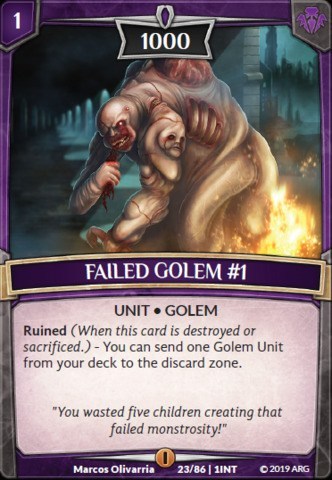 1
1000
FAILED GOLEM #1
UNIT • GOLEM
Ruined (When this card is destroyed or
sacrificed.) - You can send one Golem Unit
from your deck to the discard zone.
"You wasted five children creating that
failed monstrosity!"
Marcos Olivarria 23/86 | 1INT © 2019 ARG